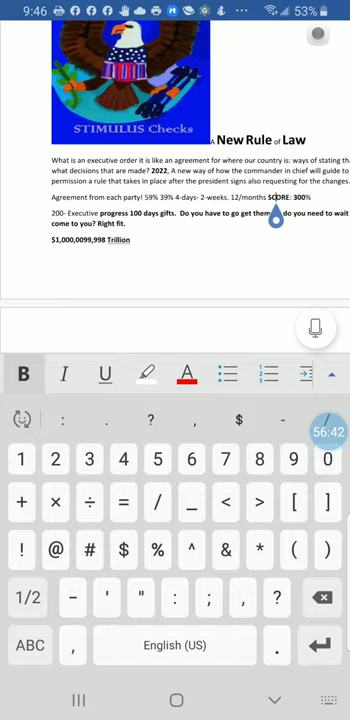 9:46 53%
STIMULUS Checks
A New Rule of Law
What is an executive order it is like an agreement for where our country is: ways of stating
what decisions that are made? 2022, A new way of how the commander in chief will guide to
permission a rule that takes in place after the president signs also requesting for the changes.
Agreement from each party! 59% 39% 4-days- 2-weeks. 12/months SCORE: 300%
200- Executive progress 100 days gifts. Do you have to go get them do you need to wait
come to you? Right fit.
$1,000,0099,998 Trillion
B I U A
: . ? , $ - /
56:42
1 2 3 4 5 6 7 8 9 0
+ × ÷ = / _ < > [ ]
! @ # $ % ^ & * ( )
1/2 - ' " : ; , ?
ABC , English (US) .